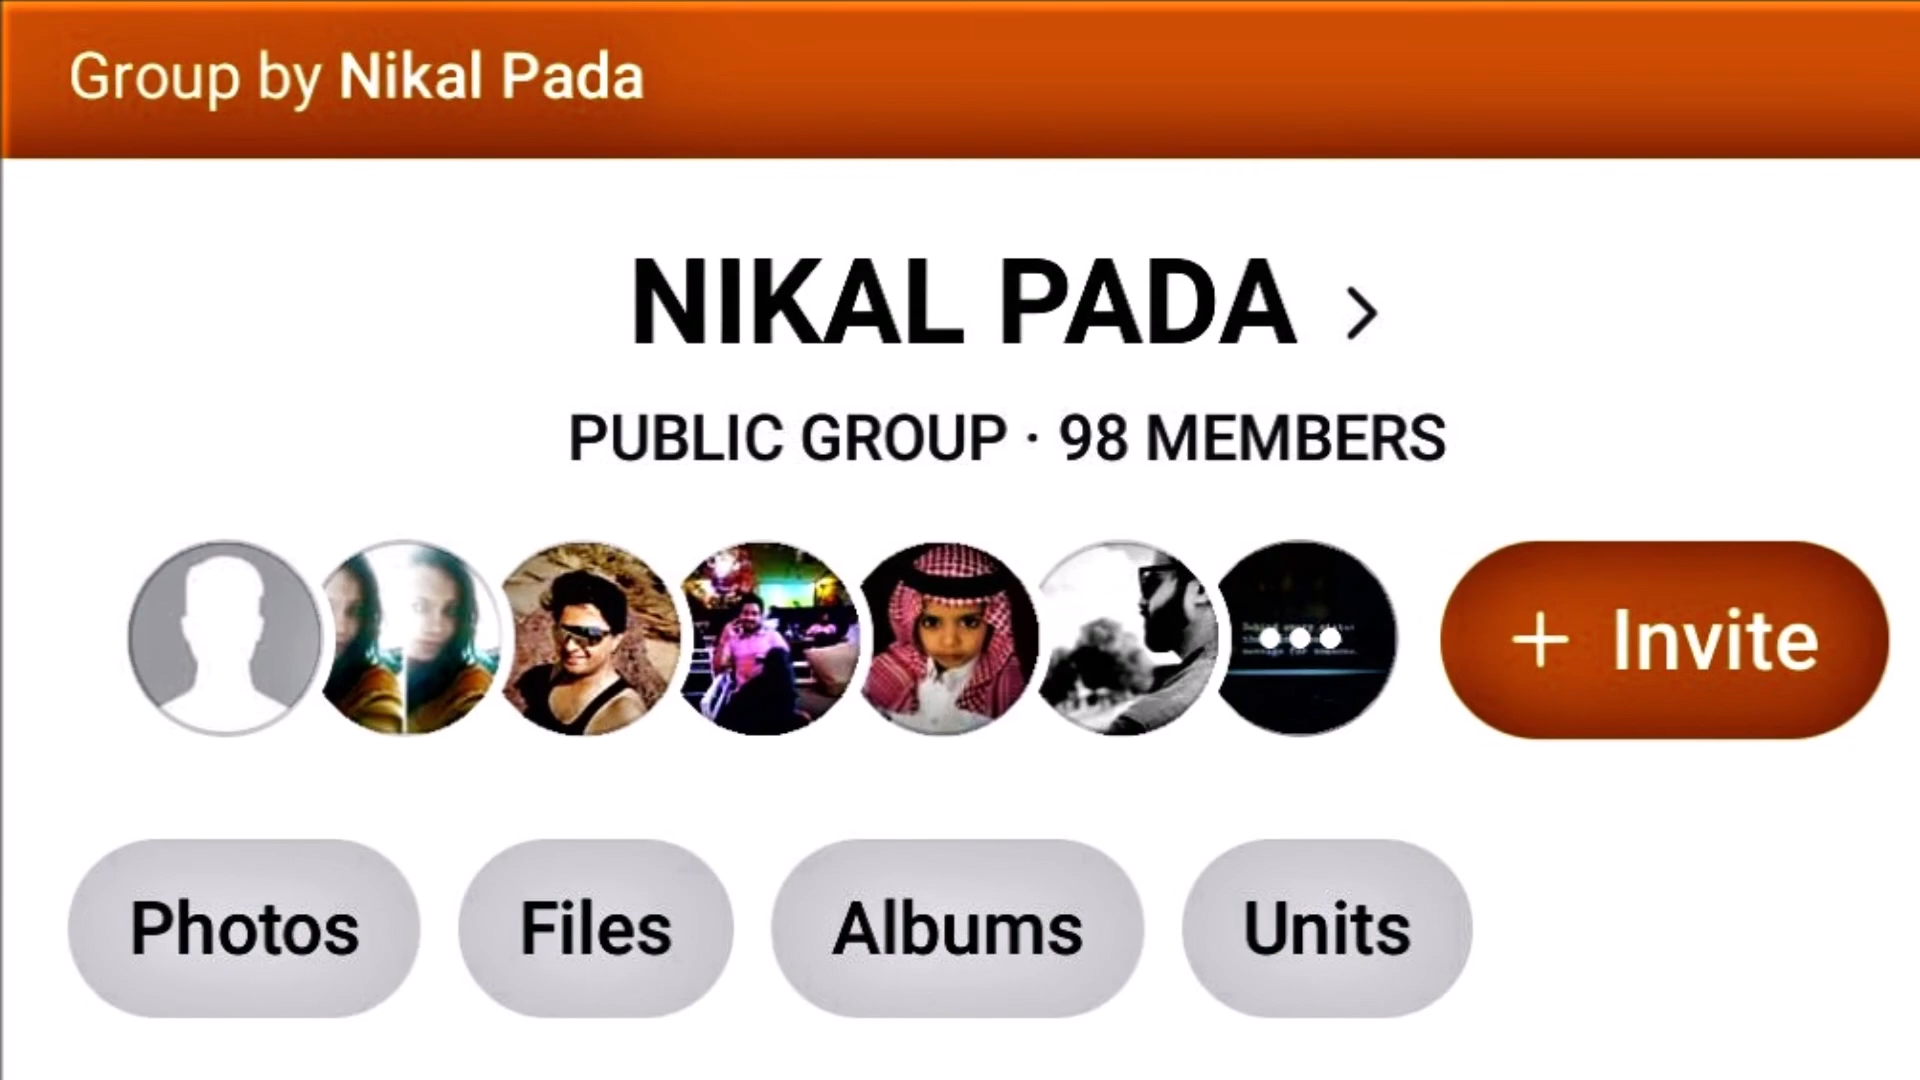 Group by Nikal Pada
NIKAL PADA >
PUBLIC GROUP · 98 MEMBERS
+ Invite
Photos
Files
Albums
Units